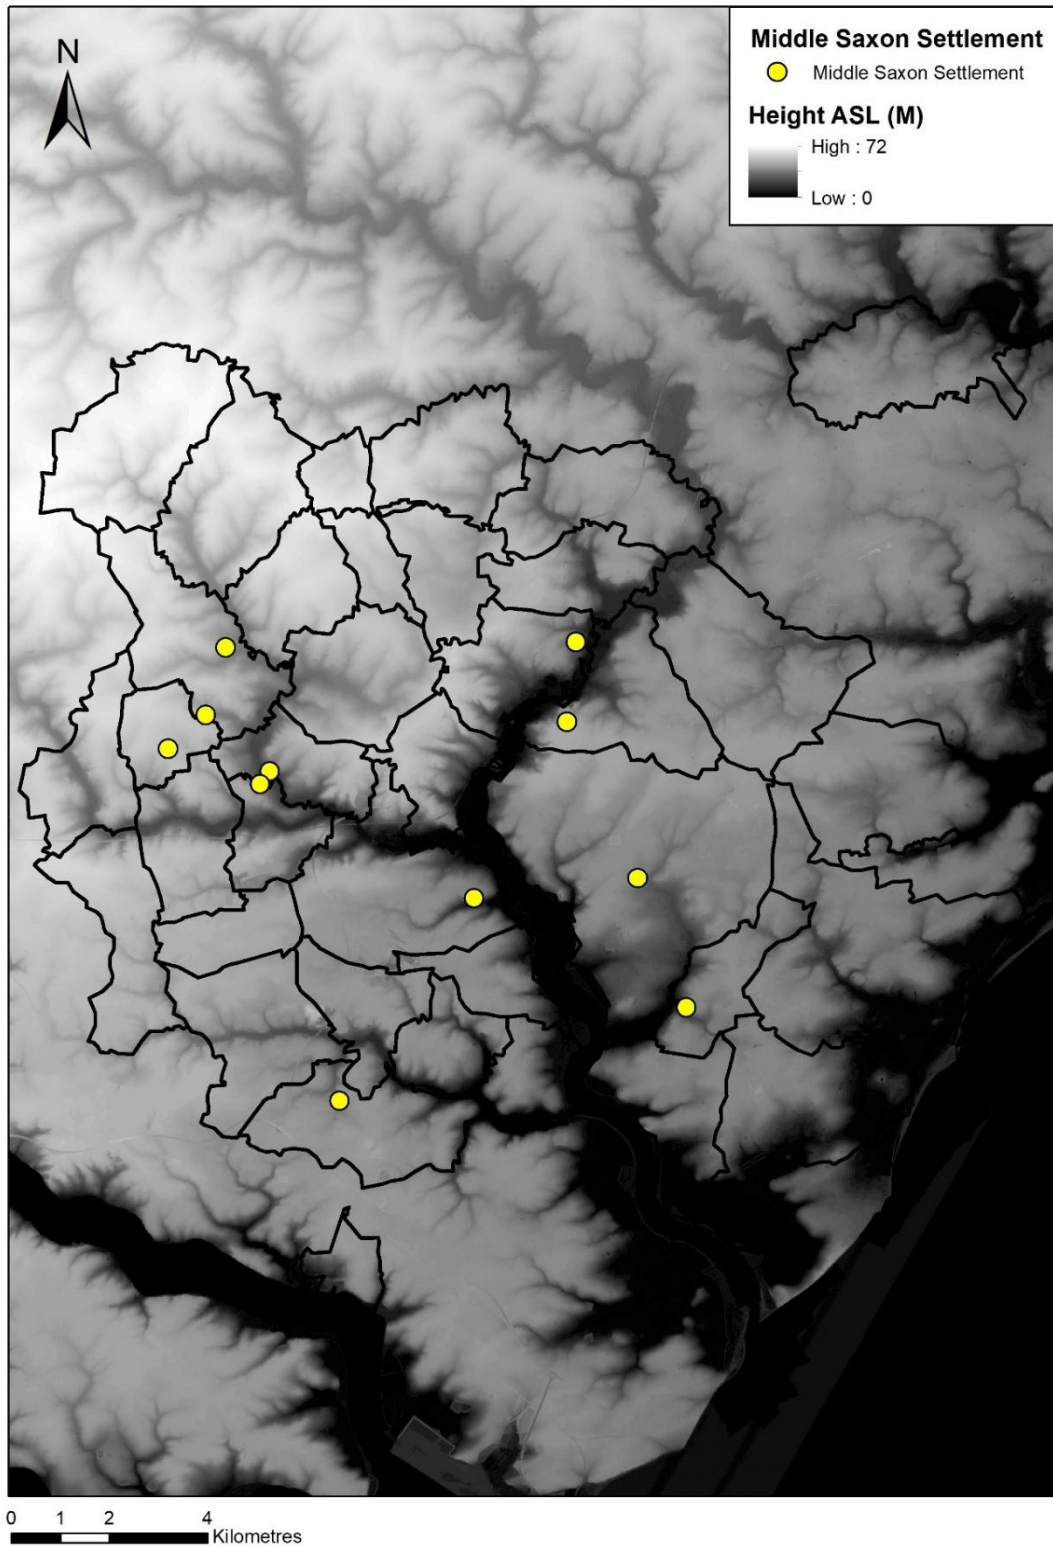 N
Middle Saxon Settlement
Middle Saxon Settlement
Height ASL (M)
High : 72
Low : 0
0 1 2 4
Kilometres